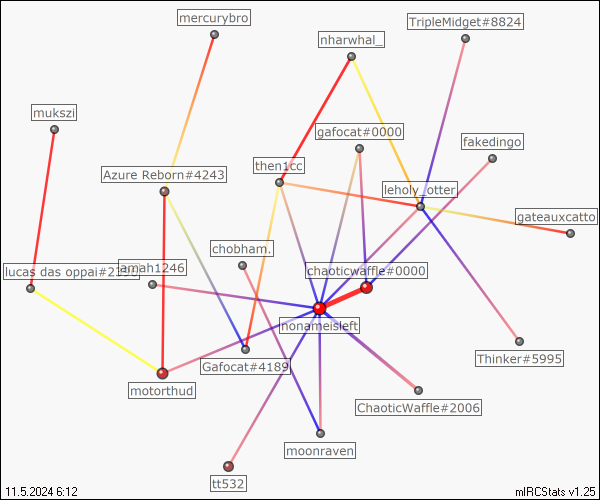 mercurybro
TripleMidget#8824
nharwhal_
mukszi
gafocat#0000
fakedingo
then1cc
Azure Reborn#4243
leholy_otter
gateauxcatto
chobham.
lucas das oppai#2
1246
chaoticwaffle#0000
nonameisleft
Gafocat#4189
Thinker#5995
motorthud
ChaoticWaffle#2006
moonraven
tt532
11.5.2024 6:12
mIRCStats v1.25